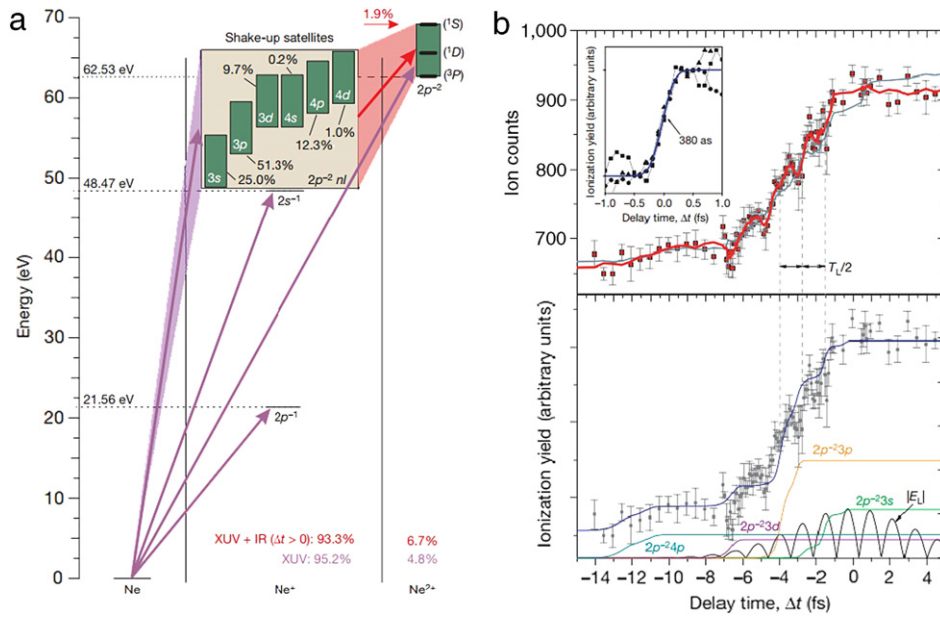 a
70
60
50
40
30
20
10
0
Energy (eV)
62.53 eV
48.47 eV
21.56 eV
Shake-up satellites
9.7%
0.2%
3s
3p
3d
4s
4p
4d
51.3%
25.0%
12.3%
1.0%
2p⁻² nl
2s⁻¹
2p⁻¹
1.9%
(¹S)
(¹D)
(³P)
2p⁻²
XUV + IR (Δt > 0): 93.3% 6.7%
XUV: 95.2% 4.8%
Ne Ne⁺ Ne²⁺
b
1,000
900
800
700
Ion counts
Ionization yield (arbitrary units)
380 as
–1.0 –0.5 0.0 0.5 1.0
Delay time, Δt (fs)
T_L/2
Ionization yield (arbitrary units)
2p⁻²3p
2p⁻²3s
|E_L|
2p⁻²3d
2p⁻²4p
–14 –12 –10 –8 –6 –4 –2 0 2 4
Delay time, Δt (fs)